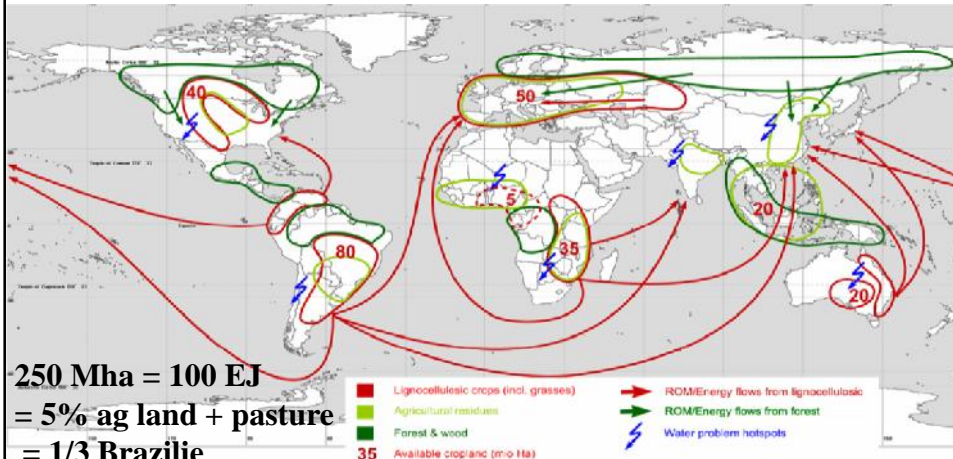 40
50
5
20
80
35
20
250 Mha = 100 EJ
= 5% ag land + pasture
= 1/3 Brazilie
Lignocellulosic crops (incl. grasses)
Agricultural residues
Forest & wood
35 Available cropland (mio Ha)
ROM/Energy flows from lignocellulosic
ROM/Energy flows from forest
Water problem hotspots